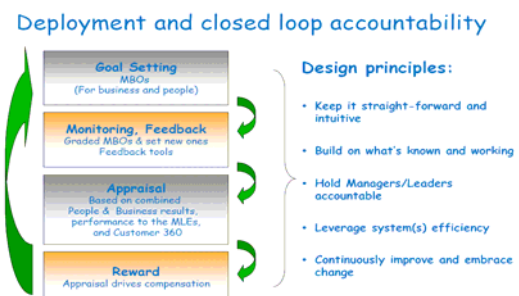 Deployment and closed loop accountability
Goal Setting
MBOs
(For business and people)
Monitoring, Feedback
Graded MBOs & set new ones
Feedback tools
Appraisal
Based on combined
People & Business results,
performance to the MLEs,
and Customer 360
Reward
Appraisal drives compensation
Design principles:
• Keep it straight-forward and
intuitive
• Build on what's known and working
• Hold Managers/Leaders
accountable
• Leverage system(s) efficiency
• Continuously improve and embrace
change